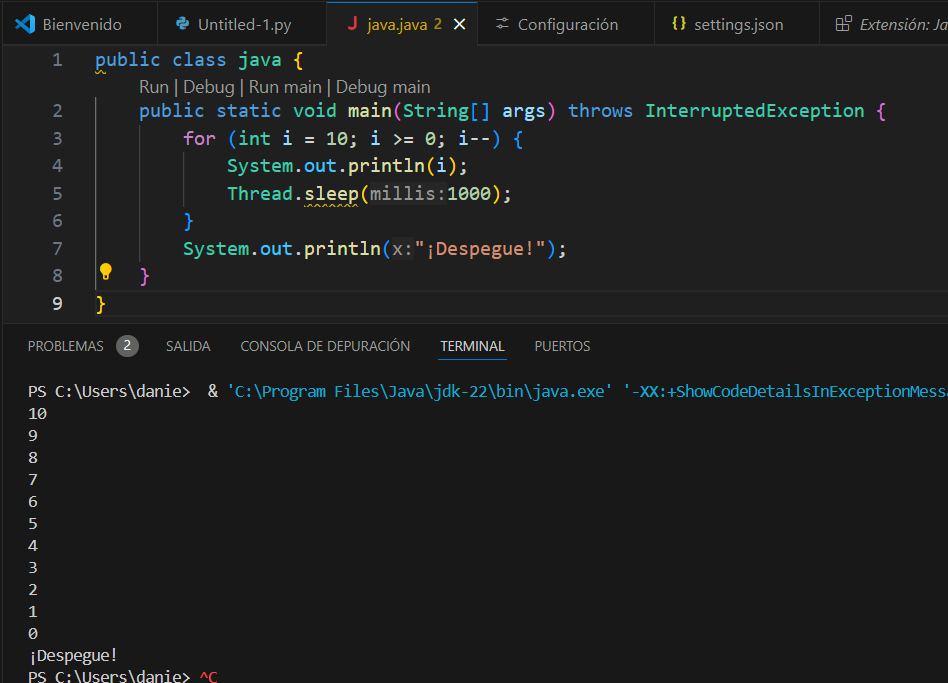 Bienvenido Untitled-1.py J java.java 2 Configuración {} settings.json Extensión: Ja
1 public class java {
Run | Debug | Run main | Debug main
2 public static void main(String[] args) throws InterruptedException {
3 for (int i = 10; i >= 0; i--) {
4 System.out.println(i);
5 Thread.sleep(millis:1000);
6 }
7 System.out.println(x:"¡Despegue!");
8 }
9 }
PROBLEMAS 2 SALIDA CONSOLA DE DEPURACIÓN TERMINAL PUERTOS
PS C:\Users\danie> & 'C:\Program Files\Java\jdk-22\bin\java.exe' '-XX:+ShowCodeDetailsInExceptionMessa
10
9
8
7
6
5
4
3
2
1
0
¡Despegue!
PS C:\Users\danie> ^C